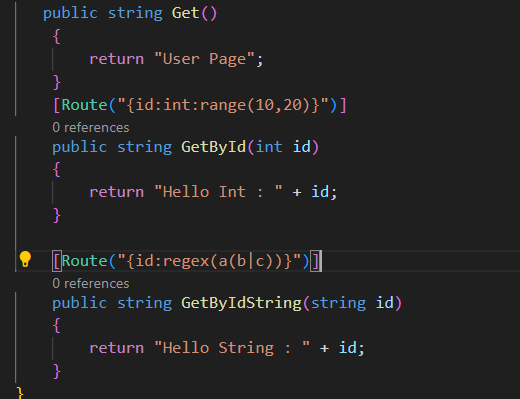 public string Get()
{
return "User Page";
}
[Route("{id:int:range(10,20)}")]
0 references
public string GetById(int id)
{
return "Hello Int : " + id;
}
[Route("{id:regex(a(b|c))}")]
0 references
public string GetByIdString(string id)
{
return "Hello String : " + id;
}
}